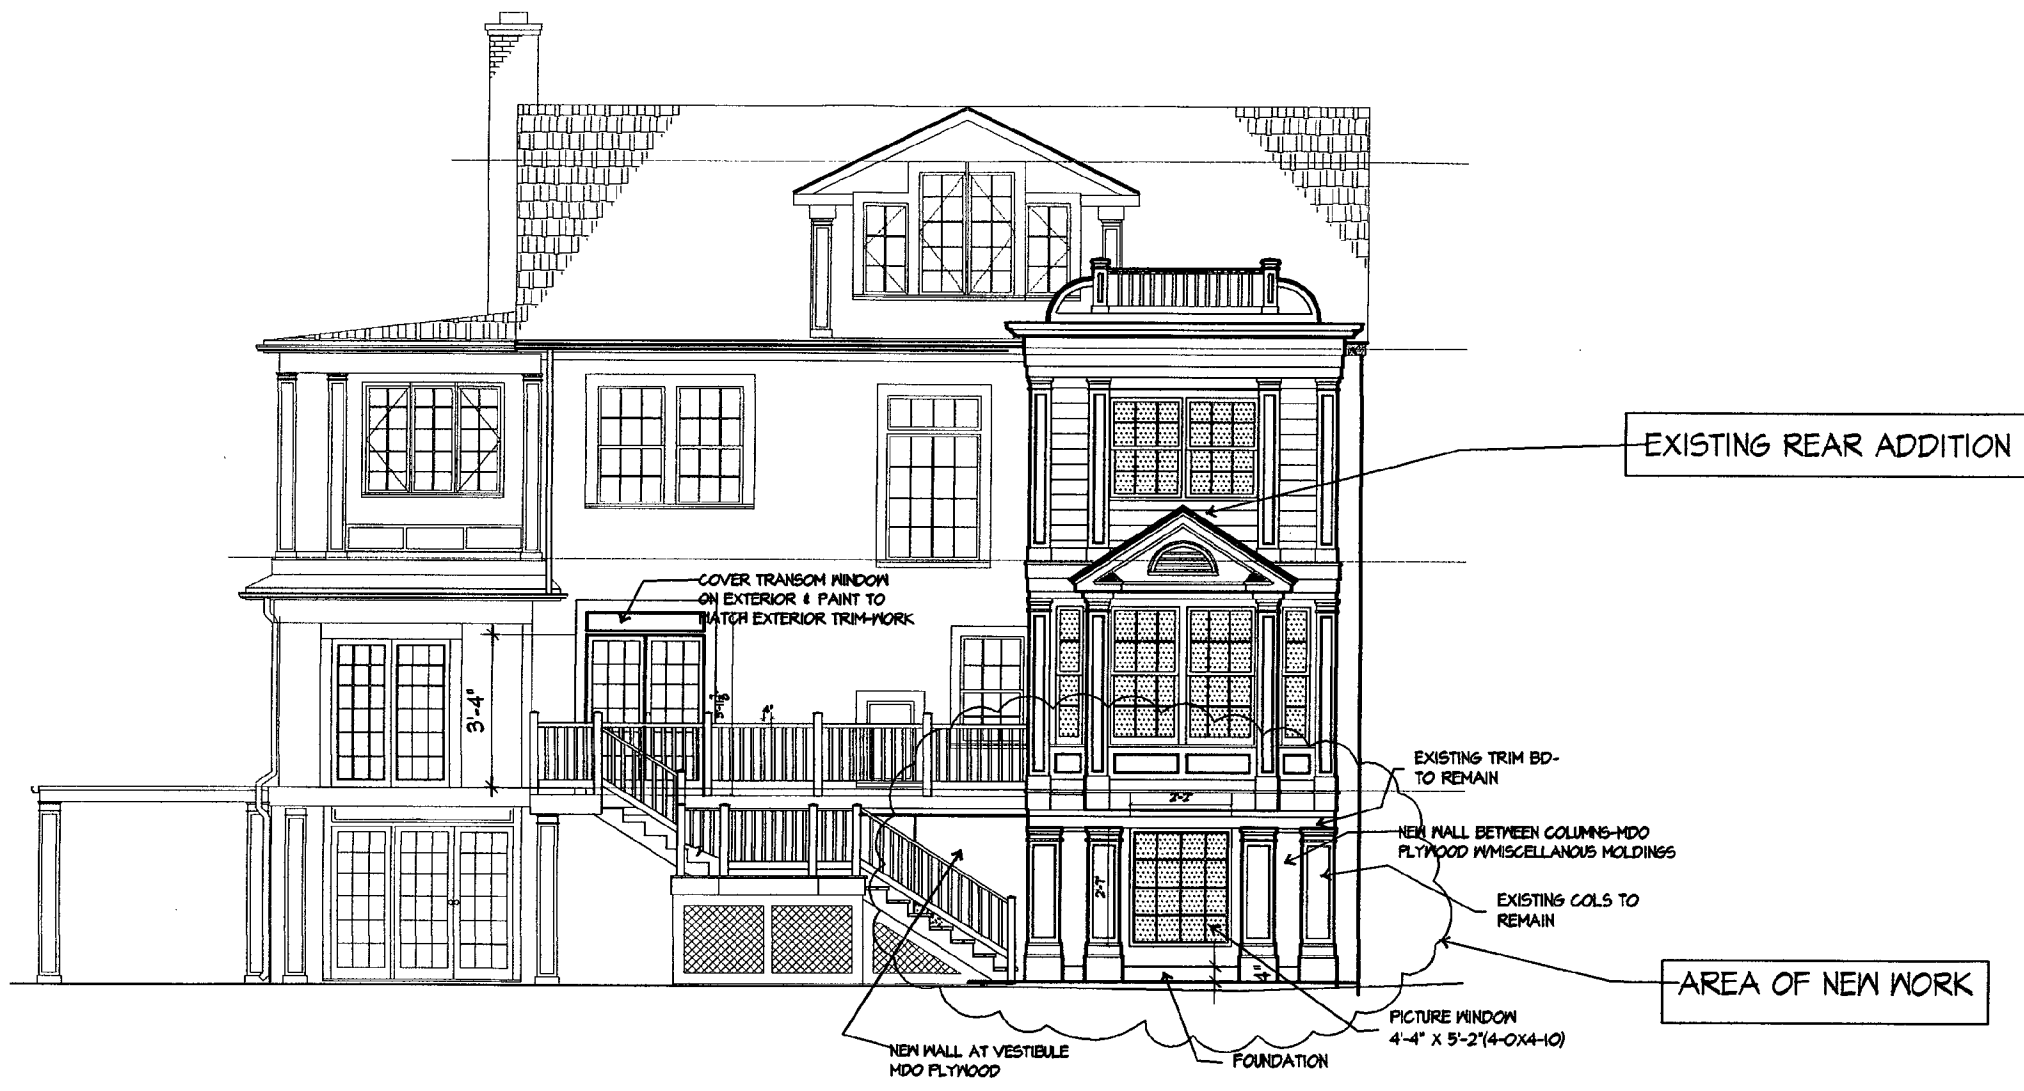 EXISTING REAR ADDITION
COVER TRANSOM WINDOW
ON EXTERIOR & PAINT TO
MATCH EXTERIOR TRIM-WORK
3'-4"
4"
EXISTING TRIM BD-
TO REMAIN
2'-2"
NEW WALL BETWEEN COLUMNS-MDO
PLYWOOD W/MISCELLANOUS MOLDINGS
2'-7"
EXISTING COLS TO
REMAIN
4"
AREA OF NEW WORK
PICTURE WINDOW
4'-4" X 5'-2"(4-0X4-10)
NEW WALL AT VESTIBULE
MDO PLYWOOD
FOUNDATION